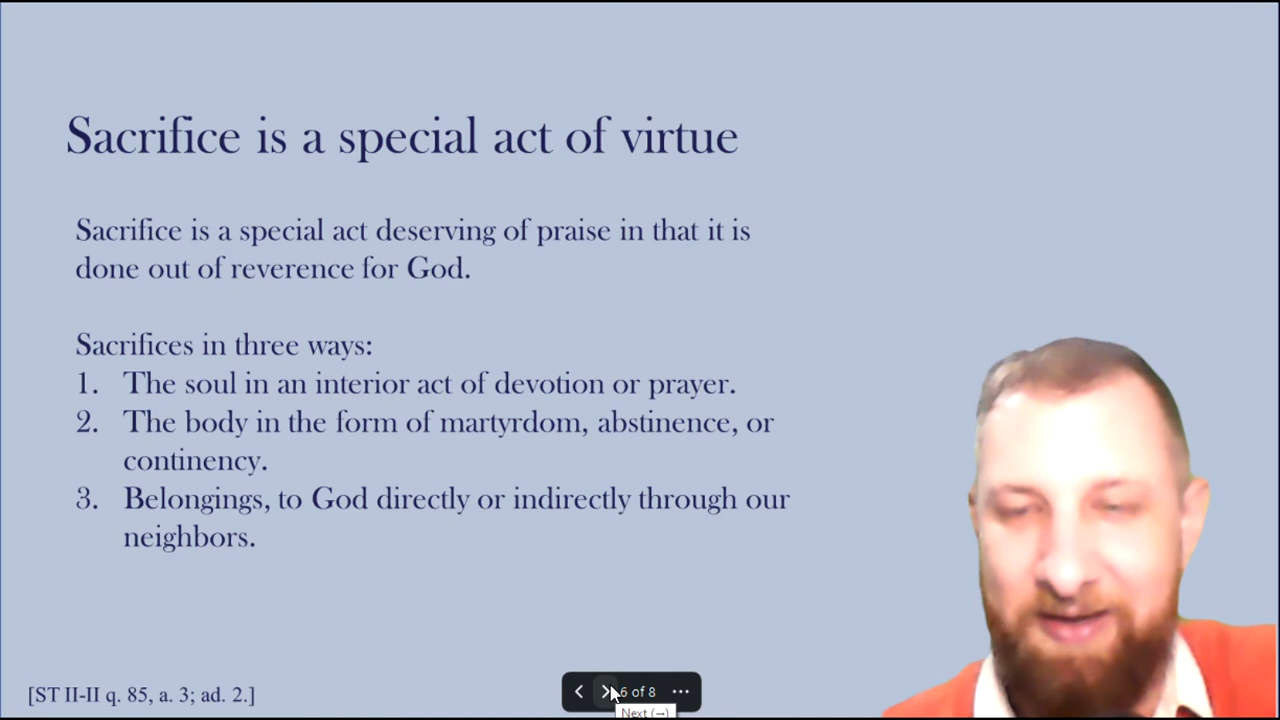 Sacrifice is a special act of virtue
Sacrifice is a special act deserving of praise in that it is
done out of reverence for God.
Sacrifices in three ways:
1. The soul in an interior act of devotion or prayer.
2. The body in the form of martyrdom, abstinence, or
continency.
3. Belongings, to God directly or indirectly through our
neighbors.
[ST II-II q. 85, a. 3; ad. 2.]
6 of 8
Next (→)